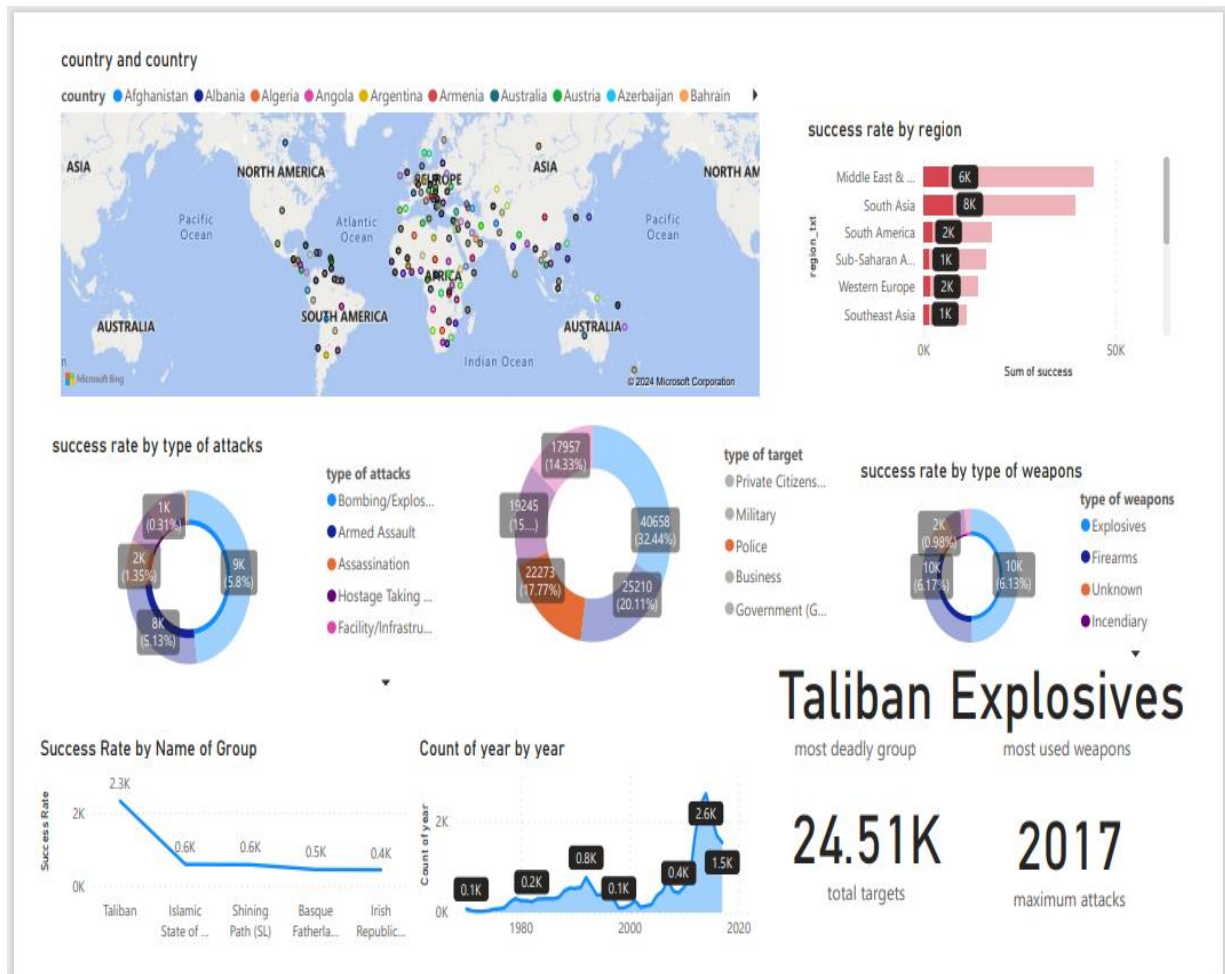 country and country
country Afghanistan Albania Algeria Angola Argentina Armenia Australia Austria Azerbaijan Bahrain
ASIA
NORTH AMERICA
EUROPE
ASIA
NORTH AM
Pacific
Ocean
Atlantic
Ocean
Pacific
Ocean
AFRICA
SOUTH AMERICA
AUSTRALIA
AUSTRALIA
Indian Ocean
Microsoft Bing
© 2024 Microsoft Corporation
success rate by region
region_txt
Middle East & ... 6K
South Asia 8K
South America 2K
Sub-Saharan A... 1K
Western Europe 2K
Southeast Asia 1K
0K 50K
Sum of success
success rate by type of attacks
1K
(0.31%)
2K
(1.35%)
9K
(5.8%)
8K
(5.13%)
type of attacks
Bombing/Explos...
Armed Assault
Assassination
Hostage Taking ...
Facility/Infrastru...
17957
(14.33%)
19245
(15....)
40658
(32.44%)
22273
(17.77%)
25210
(20.11%)
type of target
Private Citizens...
Military
Police
Business
Government (G...
success rate by type of weapons
2K
(0.98%)
10K
(6.17%)
10K
(6.13%)
type of weapons
Explosives
Firearms
Unknown
Incendiary
Taliban
most deadly group
Explosives
most used weapons
Success Rate by Name of Group
Success Rate
2K
0K
2.3K
0.6K
0.6K
0.5K
0.4K
Taliban
Islamic
State of ...
Shining
Path (SL)
Basque
Fatherla...
Irish
Republic...
Count of year by year
Count of year
2K
0K
0.1K
0.2K
0.8K
0.1K
0.4K
2.6K
1.5K
1980 2000 2020
24.51K
total targets
2017
maximum attacks